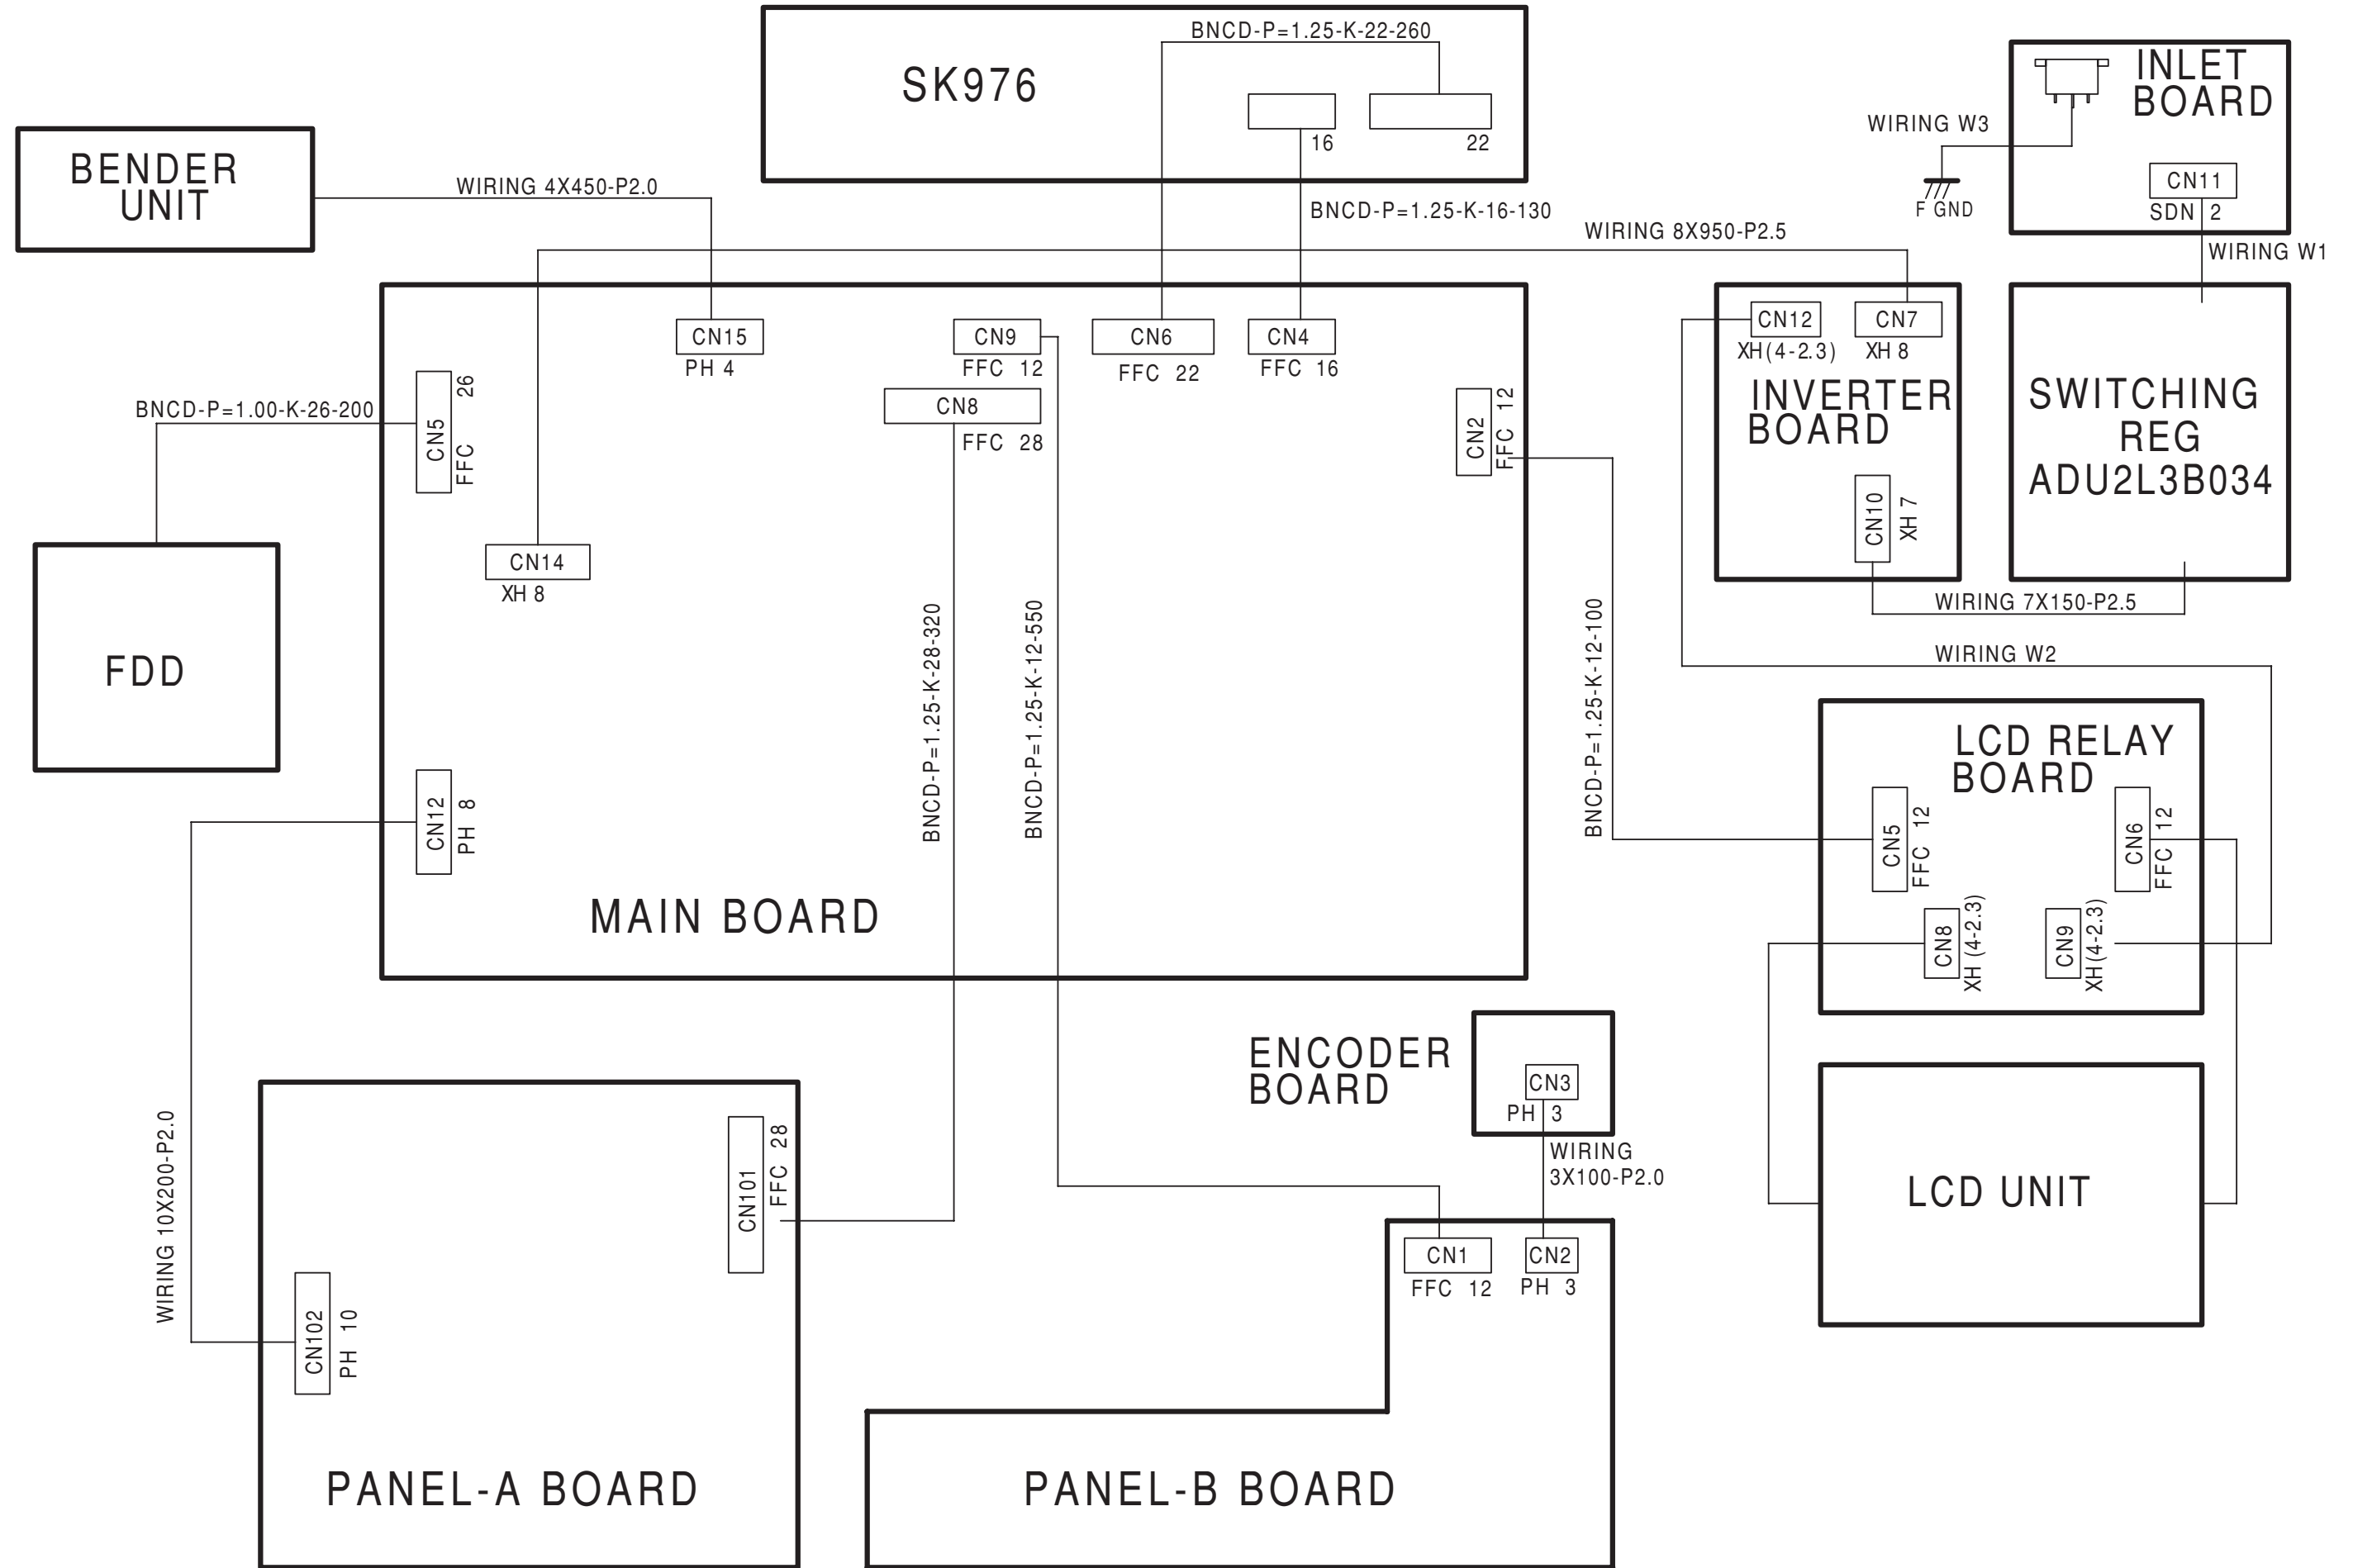 BNCD-P=1.25-K-22-260
SK976
16
22
INLET
BOARD
WIRING W3
F GND
CN11
SDN 2
WIRING W1
BENDER
UNIT
WIRING 4X450-P2.0
BNCD-P=1.25-K-16-130
WIRING 8X950-P2.5
CN15
PH 4
CN9
FFC 12
CN6
FFC 22
CN4
FFC 16
CN8
FFC 28
CN5
FFC 26
BNCD-P=1.00-K-26-200
CN2
FFC 12
CN14
XH 8
CN12
XH(4-2.3)
CN7
XH 8
INVERTER
BOARD
CN10
XH 7
SWITCHING
REG
ADU2L3B034
WIRING 7X150-P2.5
WIRING W2
FDD
BNCD-P=1.25-K-28-320
BNCD-P=1.25-K-12-550
BNCD-P=1.25-K-12-100
CN12
PH 8
MAIN BOARD
LCD RELAY
BOARD
CN5
FFC 12
CN6
FFC 12
CN8
XH (4-2.3)
CN9
XH(4-2.3)
ENCODER
BOARD
CN3
PH 3
WIRING
3X100-P2.0
WIRING 10X200-P2.0
CN101
FFC 28
CN102
PH 10
PANEL-A BOARD
CN1
FFC 12
CN2
PH 3
PANEL-B BOARD
LCD UNIT